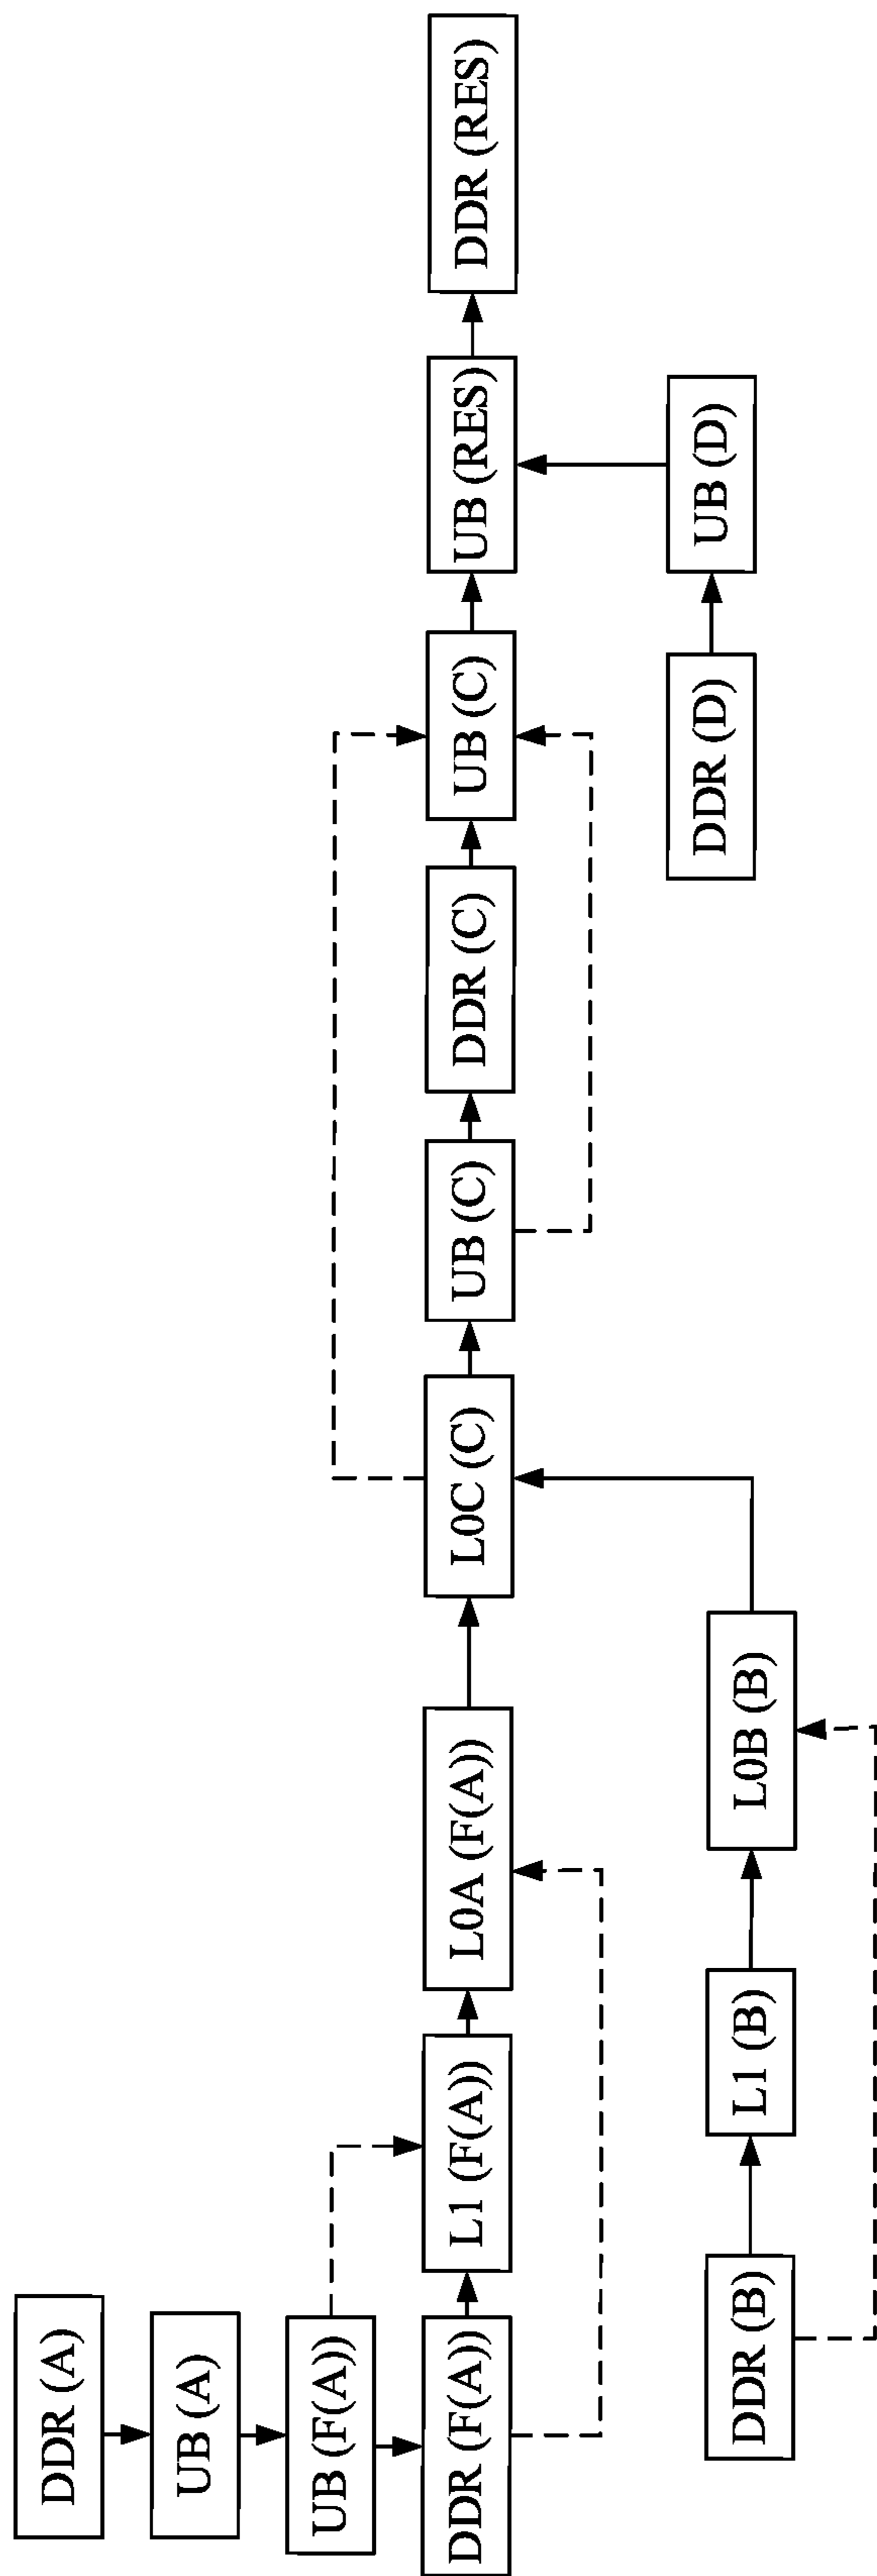 DDR (A)
UB (A)
UB (F(A))
DDR (F(A))
L1 (F(A))
L0A (F(A))
L0C (C)
UB (C)
DDR (C)
UB (C)
UB (RES)
DDR (RES)
DDR (B)
L1 (B)
L0B (B)
DDR (D)
UB (D)